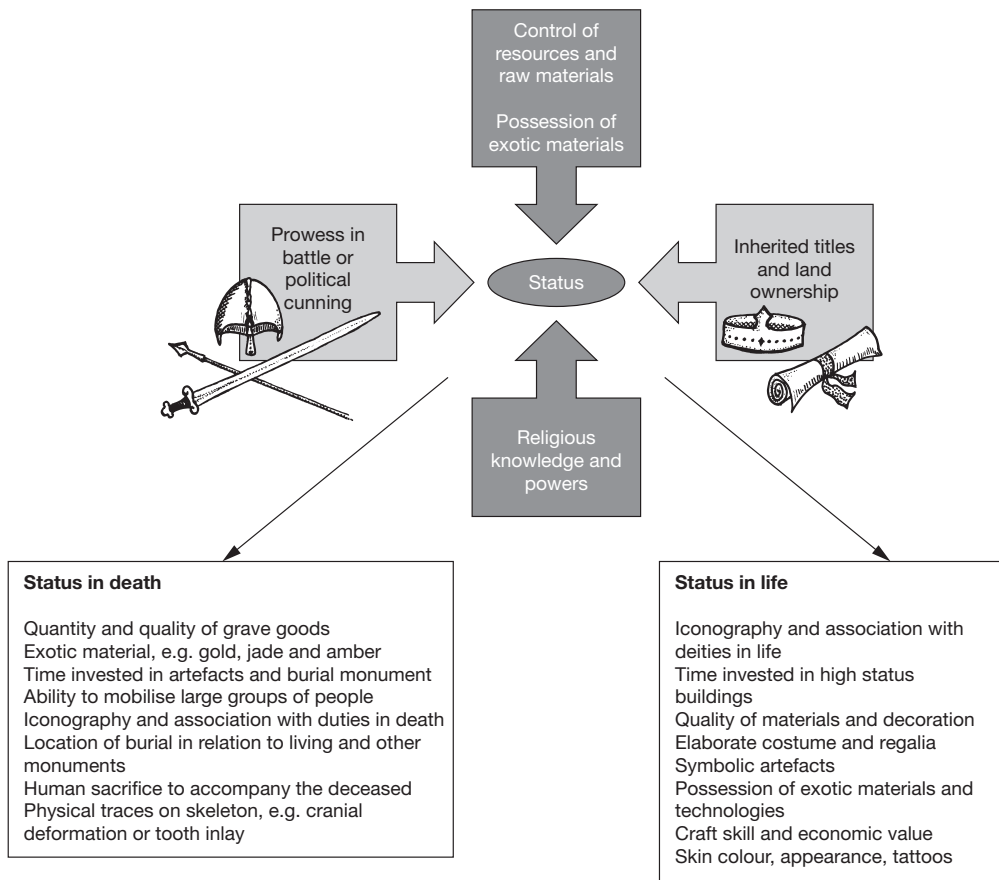 Control of
resources and
raw materials
Possession of
exotic materials
Prowess in
battle or
political
cunning
Status
Inherited titles
and land
ownership
Religious
knowledge and
powers
Status in death
Quantity and quality of grave goods
Exotic material, e.g. gold, jade and amber
Time invested in artefacts and burial monument
Ability to mobilise large groups of people
Iconography and association with duties in death
Location of burial in relation to living and other
monuments
Human sacrifice to accompany the deceased
Physical traces on skeleton, e.g. cranial
deformation or tooth inlay
Status in life
Iconography and association with
deities in life
Time invested in high status
buildings
Quality of materials and decoration
Elaborate costume and regalia
Symbolic artefacts
Possession of exotic materials and
technologies
Craft skill and economic value
Skin colour, appearance, tattoos